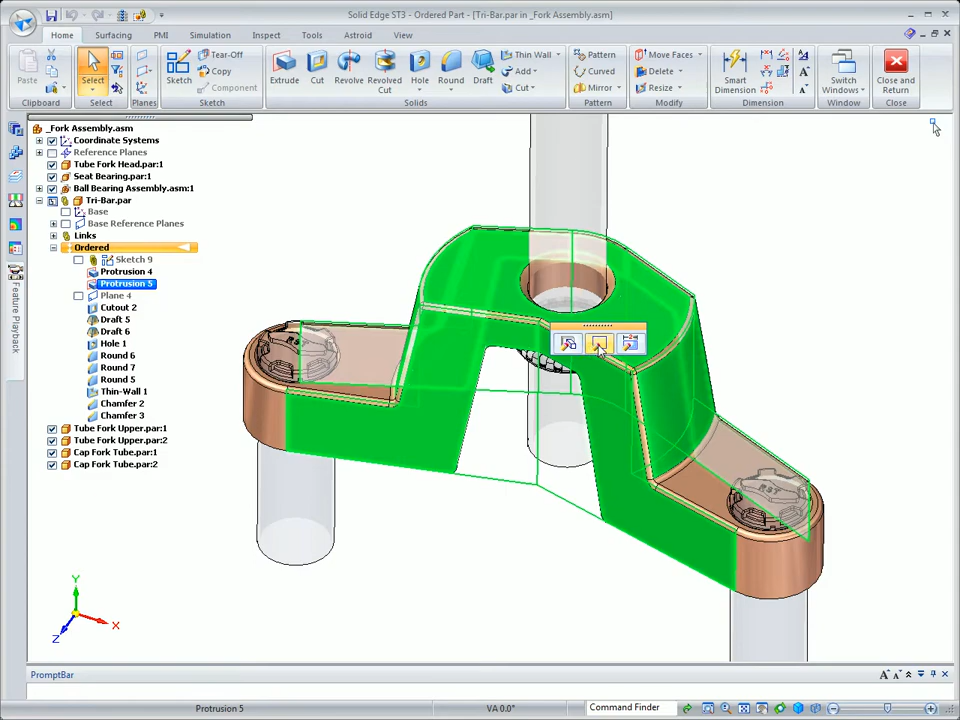 Solid Edge ST3 - Ordered Part - [Tri-Bar.par in _Fork Assembly.asm]
Home Surfacing PMI Simulation Inspect Tools Astroid View
Paste
Clipboard
Select
Select
Planes
Sketch
Tear-Off
Copy
Component
Sketch
Extrude
Cut
Revolve
Revolved Cut
Hole
Round
Draft
Thin Wall
Add
Cut
Solids
Pattern
Curved
Mirror
Pattern
Move Faces
Delete
Resize
Modify
Smart Dimension
Dimension
Switch Windows
Window
Close and Return
Close
_Fork Assembly.asm
Coordinate Systems
Reference Planes
Tube Fork Head.par:1
Seat Bearing.par:1
Ball Bearing Assembly.asm:1
Tri-Bar.par
Base
Base Reference Planes
Links
Ordered
Sketch 9
Protrusion 4
Protrusion 5
Plane 4
Cutout 2
Draft 5
Draft 6
Hole 1
Round 6
Round 7
Round 5
Thin-Wall 1
Chamfer 2
Chamfer 3
Tube Fork Upper.par:1
Tube Fork Upper.par:2
Cap Fork Tube.par:1
Cap Fork Tube.par:2
Feature Playback
RST
Y
X
Z
PromptBar
Protrusion 5
VA 0.0°
Command Finder